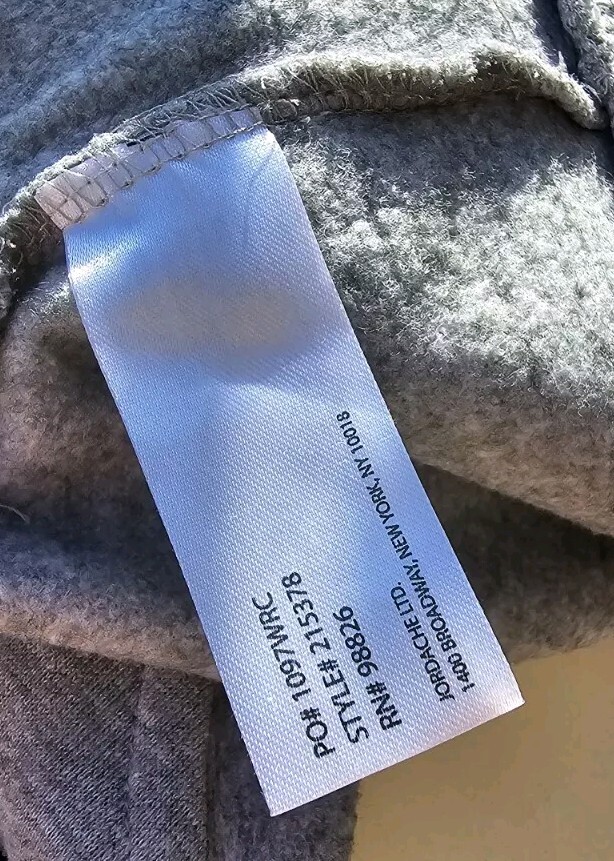 PO# 1097WRC
STYLE# 215378
RN# 98826
JORDACHE LTD.
1400 BROADWAY, NEW YORK, NY 10018